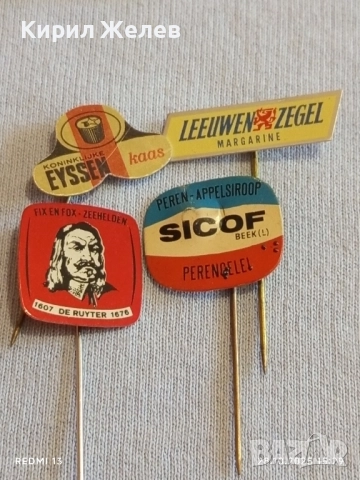 Кирил Желев
KONINKLIJKE
EYSSEN
kaas
LEEUWEN ZEGEL
MARGARINE
FIX EN FOX - ZEEHELDEN
1607 DE RUYTER 1676
PEREN-APPELSIROOP
SICOF
BEEK (L)
REDMI 13